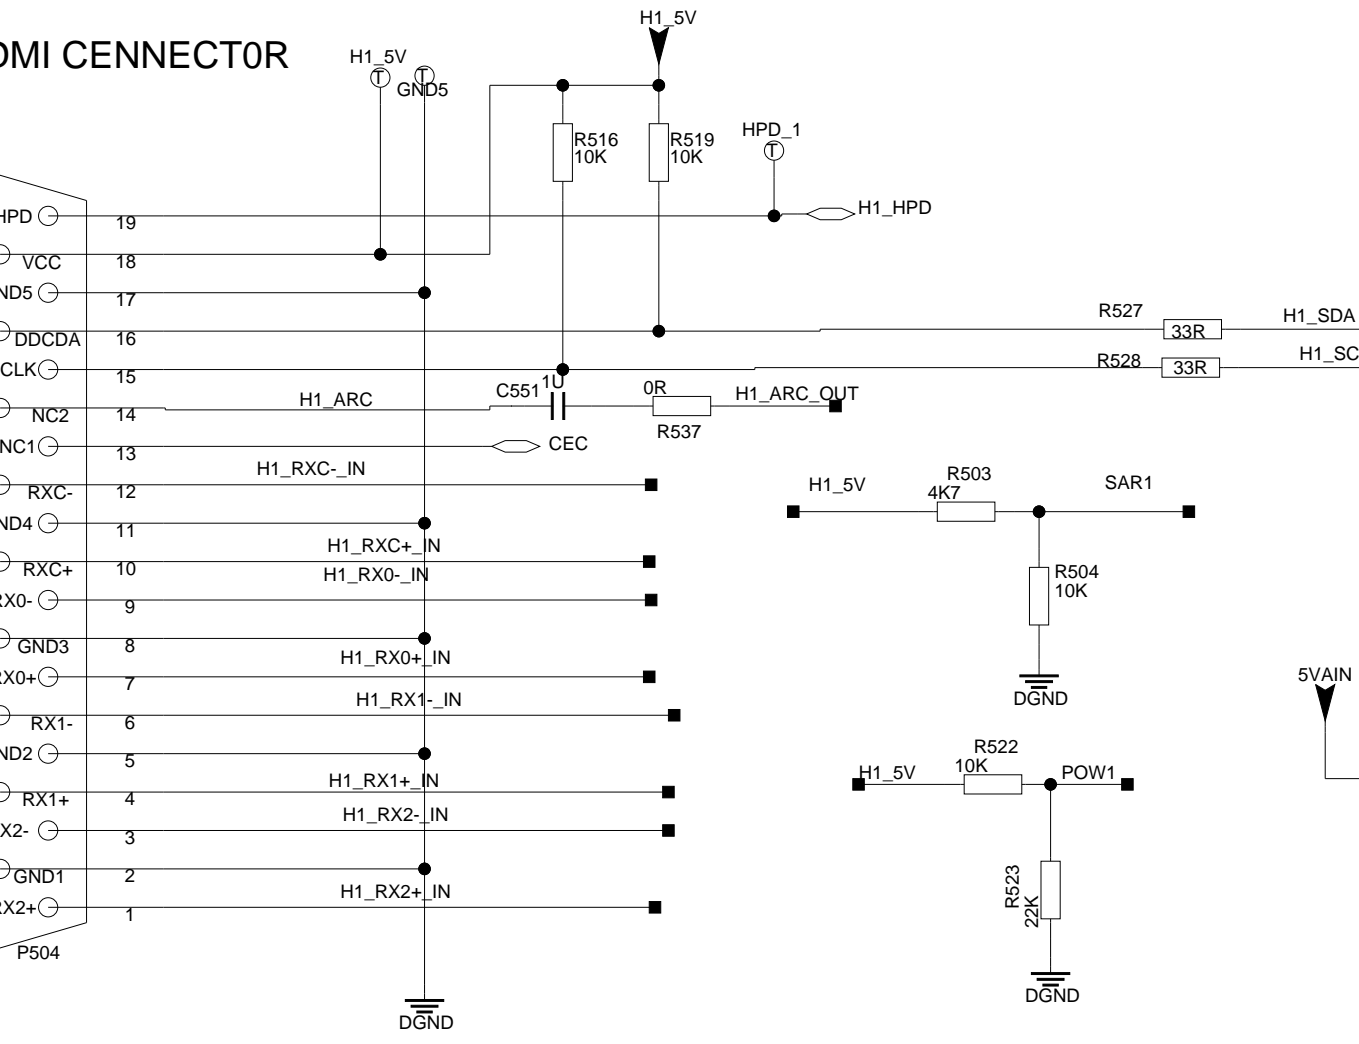 H1_5V
DMI CENNECT0R
H1_5V
GND5
T
T
R516
10K
R519
10K
HPD_1
T
HPD
19
H1_HPD
VCC
18
ND5
17
DDCDA
16
R527
33R
H1_SDA
CLK
15
R528
33R
H1_SC
NC2
14
H1_ARC
C551
1U
0R
R537
H1_ARC_OUT
NC1
13
CEC
H1_RXC-_IN
RXC-
12
H1_5V
R503
4K7
SAR1
ND4
11
H1_RXC+_IN
RXC+
10
H1_RX0-_IN
R504
10K
RX0-
9
GND3
8
H1_RX0+_IN
RX0+
7
DGND
5VAIN
H1_RX1-_IN
RX1-
6
ND2
5
R522
10K
H1_5V
POW1
H1_RX1+_IN
RX1+
4
H1_RX2-_IN
X2-
3
GND1
2
R523
22K
H1_RX2+_IN
RX2+
1
P504
DGND
DGND